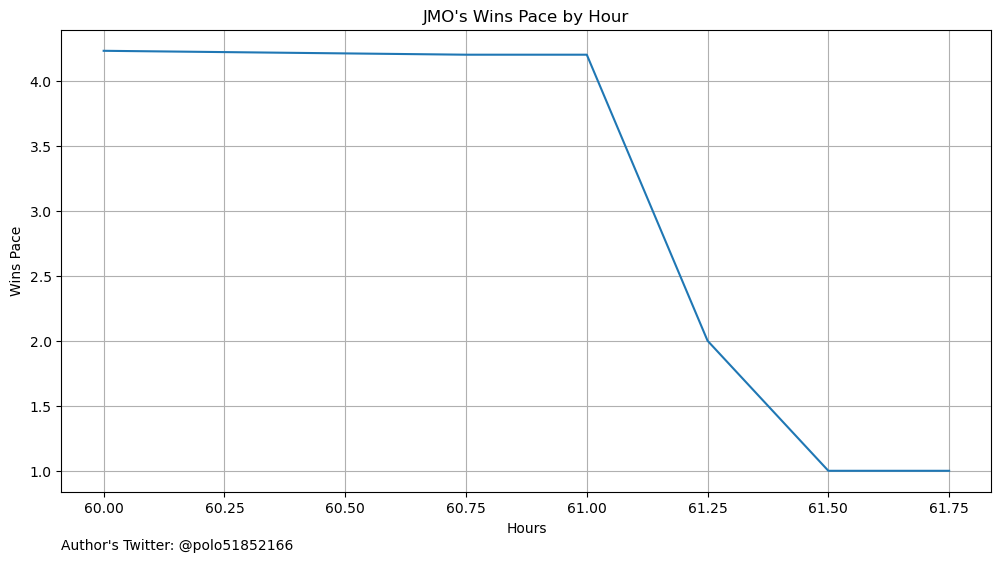 JMO's Wins Pace by Hour
Wins Pace
4.0
3.5
3.0
2.5
2.0
1.5
1.0
60.00 60.25 60.50 60.75 61.00 61.25 61.50 61.75
Hours
Author's Twitter: @polo51852166